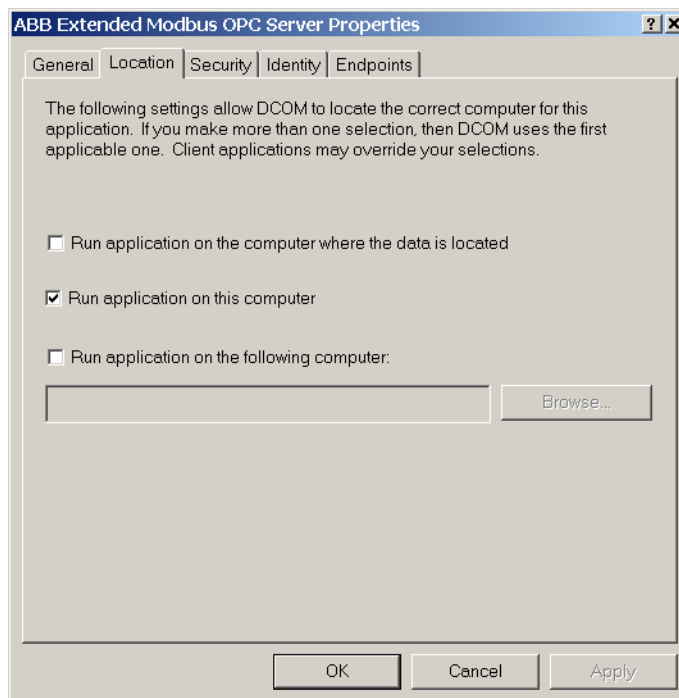 ABB Extended Modbus OPC Server Properties
General Location Security Identity Endpoints
The following settings allow DCOM to locate the correct computer for this
application. If you make more than one selection, then DCOM uses the first
applicable one. Client applications may override your selections.
Run application on the computer where the data is located
Run application on this computer
Run application on the following computer:
Browse...
OK Cancel Apply